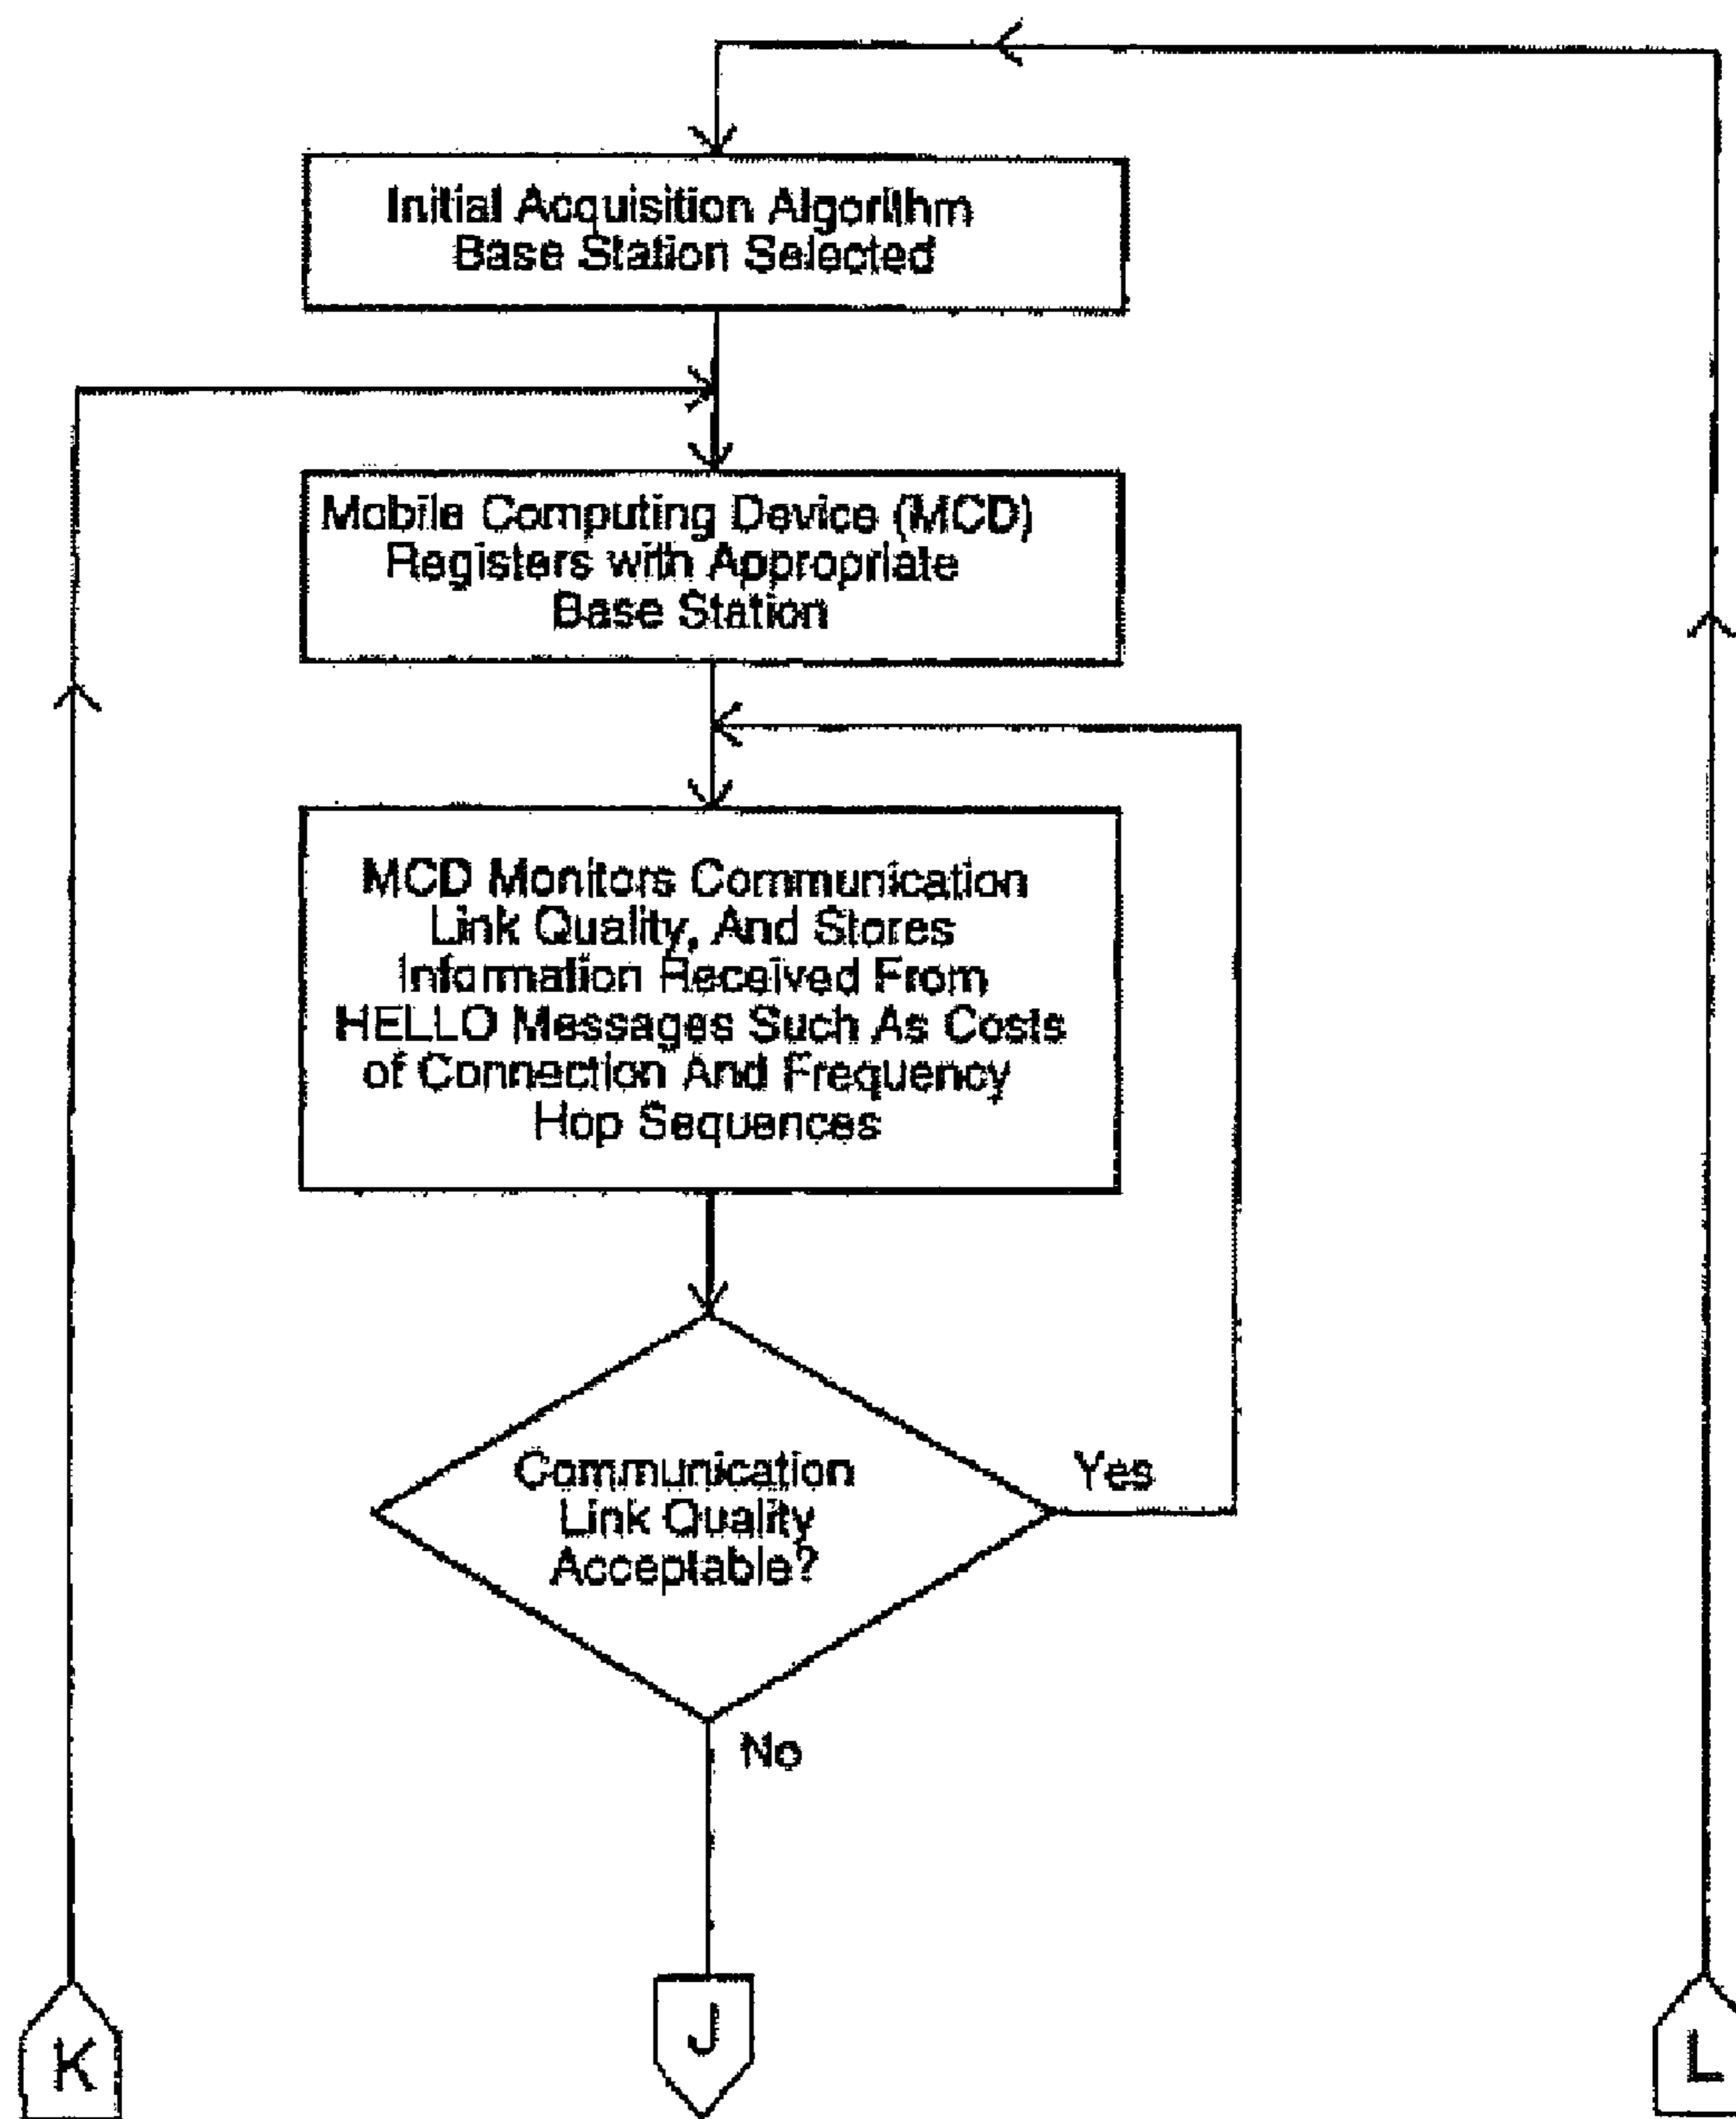 Initial Acquisition Algorithm
Base Station Selected
Mobile Computing Device (MCD)
Registers with Appropriate
Base Station
MCD Monitors Communication
Link Quality, And Stores
Information Received From
HELLO Messages Such As Costs
of Connection And Frequency
Hop Sequences
Communication
Link Quality
Acceptable?
Yes
No
K
J
L